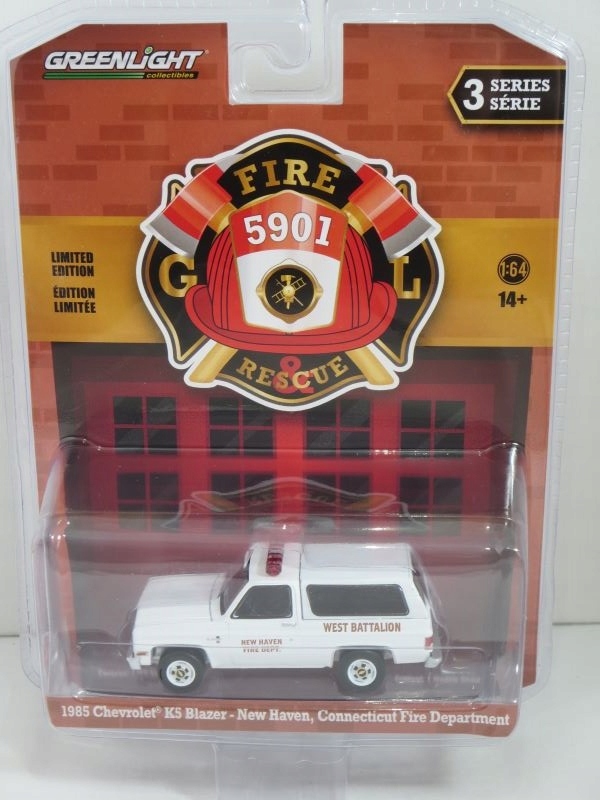 GREENLIGHT
collectibles
3 SERIES
SÉRIE
FIRE
5901
G L
LIMITED
EDITION
ÉDITION
LIMITÉE
1:64
14+
&
RESCUE
WEST BATTALION
NEW HAVEN
FIRE DEPT.
1985 Chevrolet® K5 Blazer - New Haven, Connecticut Fire Department